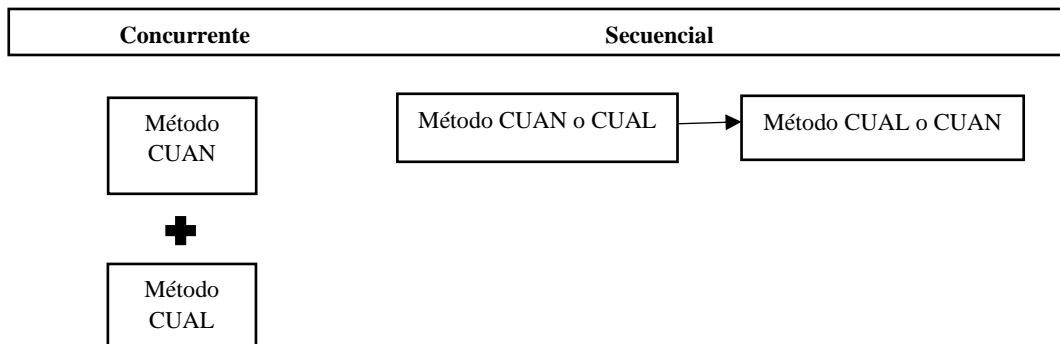 Concurrente Secuencial
Método
CUAN
Método CUAN o CUAL
Método CUAL o CUAN
Método
CUAL